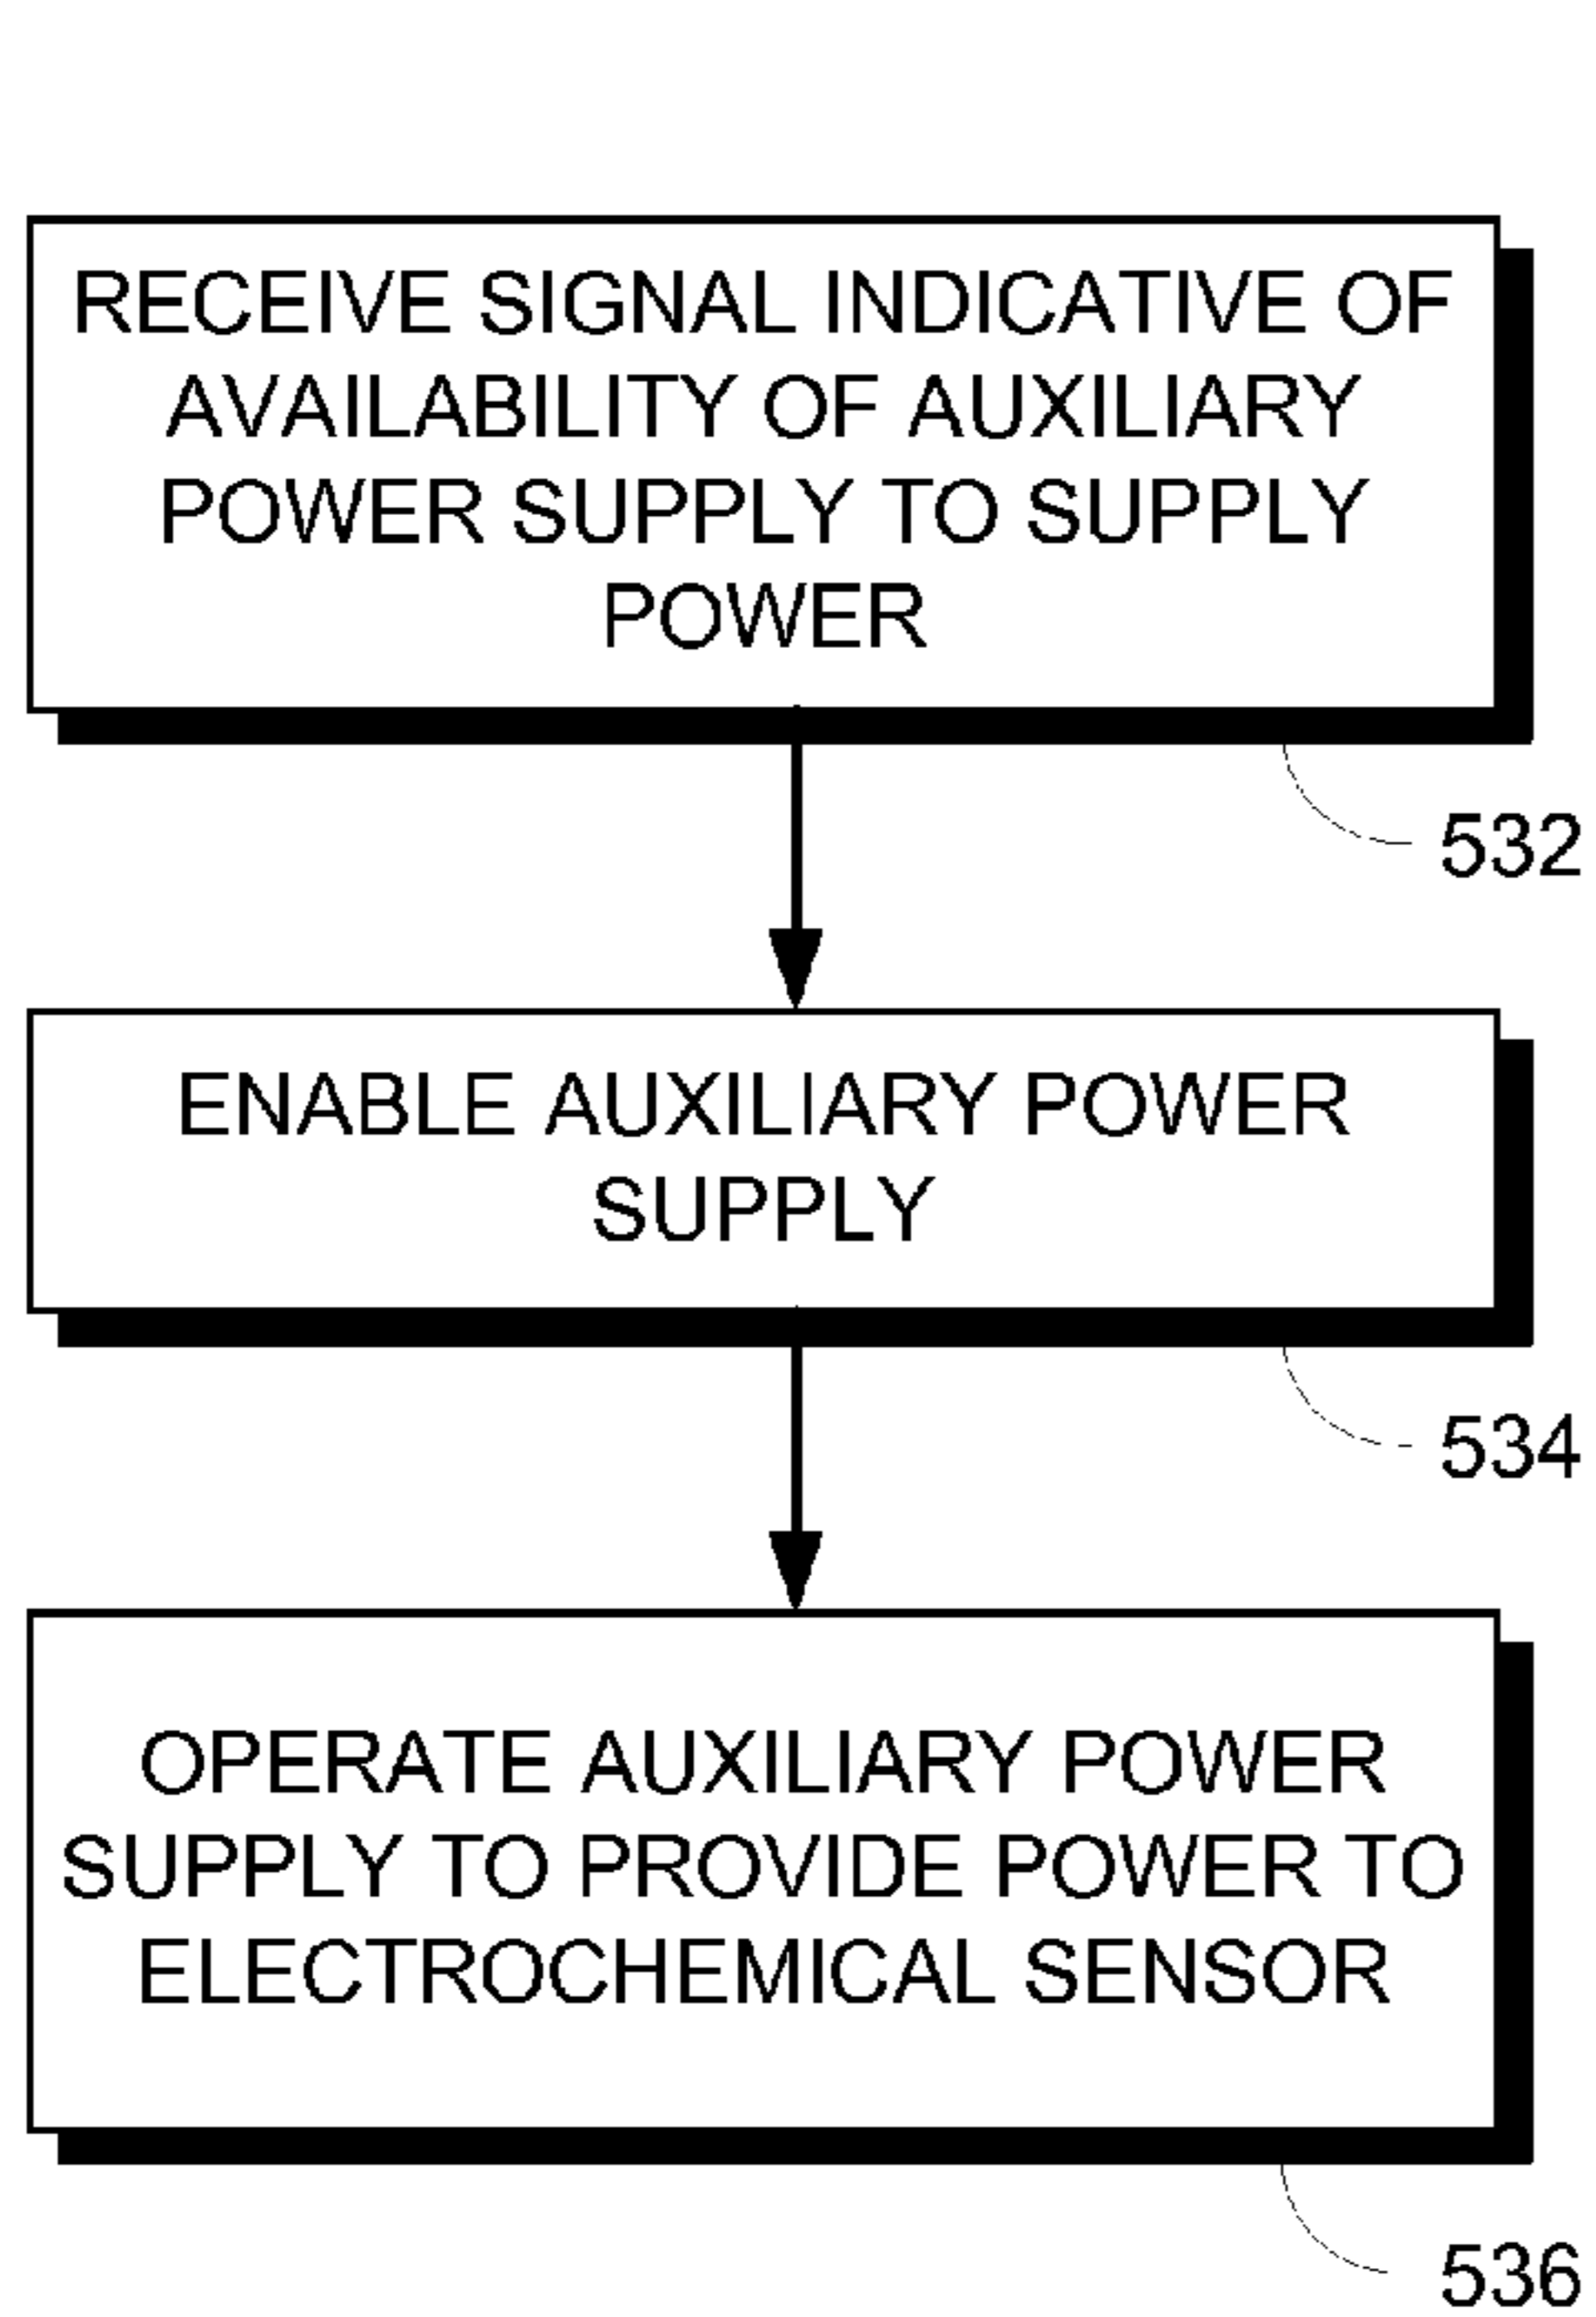 RECEIVE SIGNAL INDICATIVE OF
AVAILABILITY OF AUXILIARY
POWER SUPPLY TO SUPPLY
POWER
532
ENABLE AUXILIARY POWER
SUPPLY
534
OPERATE AUXILIARY POWER
SUPPLY TO PROVIDE POWER TO
ELECTROCHEMICAL SENSOR
536